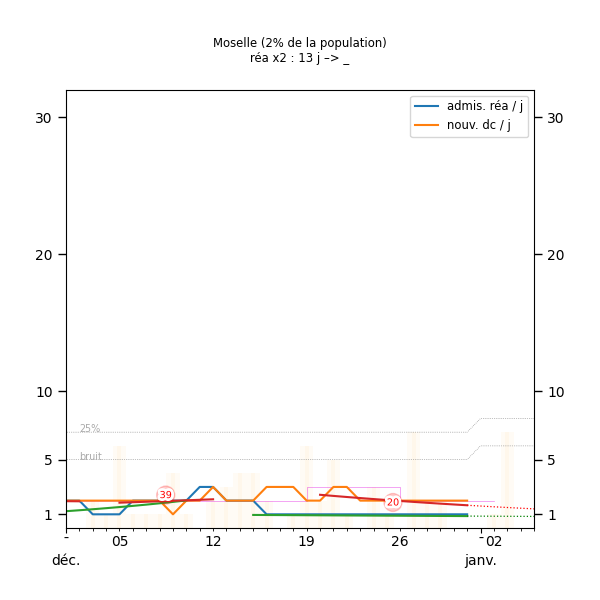 Moselle (2% de la population)
réa x2 : 13 j –> _
admis. réa / j
nouv. dc / j
30 30
20 20
10 10
25%
bruit
5 5
39
20
1 1
- 05 12 19 26 - 02
déc. janv.